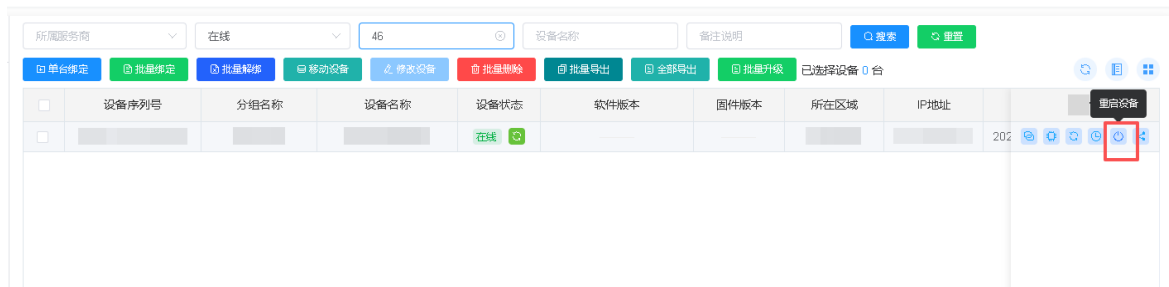 所属服务商 在线 46 设备名称 备注说明 搜索 重置
单台绑定 批量绑定 批量解绑 移动设备 修改设备 批量删除 批量导出 全部导出 批量升级 已选择设备 0 台
重启设备
设备序列号 分组名称 设备名称 设备状态 软件版本 固件版本 所在区域 IP地址
在线 202